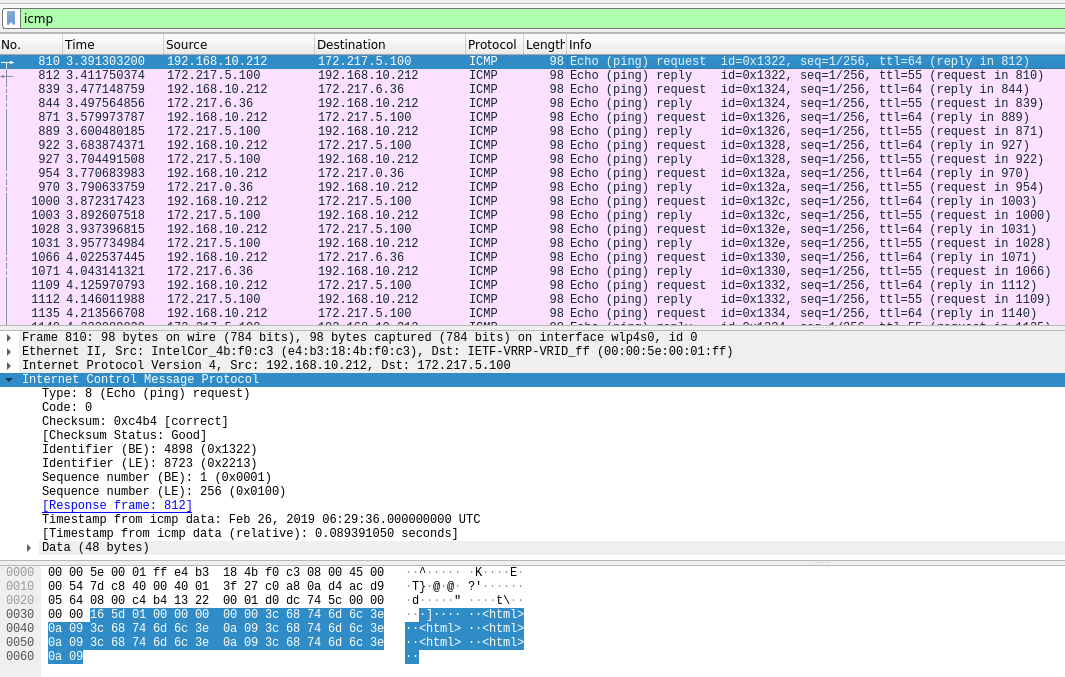 icmp
No. Time Source Destination Protocol Length Info
810 3.391303200 192.168.10.212 172.217.5.100 ICMP 98 Echo (ping) request id=0x1322, seq=1/256, ttl=64 (reply in 812)
812 3.411750374 172.217.5.100 192.168.10.212 ICMP 98 Echo (ping) reply id=0x1322, seq=1/256, ttl=55 (request in 810)
839 3.477148759 192.168.10.212 172.217.6.36 ICMP 98 Echo (ping) request id=0x1324, seq=1/256, ttl=64 (reply in 844)
844 3.497564856 172.217.6.36 192.168.10.212 ICMP 98 Echo (ping) reply id=0x1324, seq=1/256, ttl=55 (request in 839)
871 3.579973787 192.168.10.212 172.217.5.100 ICMP 98 Echo (ping) request id=0x1326, seq=1/256, ttl=64 (reply in 889)
889 3.600480185 172.217.5.100 192.168.10.212 ICMP 98 Echo (ping) reply id=0x1326, seq=1/256, ttl=55 (request in 871)
922 3.683874371 192.168.10.212 172.217.5.100 ICMP 98 Echo (ping) request id=0x1328, seq=1/256, ttl=64 (reply in 927)
927 3.704491508 172.217.5.100 192.168.10.212 ICMP 98 Echo (ping) reply id=0x1328, seq=1/256, ttl=55 (request in 922)
954 3.770683983 192.168.10.212 172.217.0.36 ICMP 98 Echo (ping) request id=0x132a, seq=1/256, ttl=64 (reply in 970)
970 3.790633759 172.217.0.36 192.168.10.212 ICMP 98 Echo (ping) reply id=0x132a, seq=1/256, ttl=55 (request in 954)
1000 3.872317423 192.168.10.212 172.217.5.100 ICMP 98 Echo (ping) request id=0x132c, seq=1/256, ttl=64 (reply in 1003)
1003 3.892607518 172.217.5.100 192.168.10.212 ICMP 98 Echo (ping) reply id=0x132c, seq=1/256, ttl=55 (request in 1000)
1028 3.937396815 192.168.10.212 172.217.5.100 ICMP 98 Echo (ping) request id=0x132e, seq=1/256, ttl=64 (reply in 1031)
1031 3.957734984 172.217.5.100 192.168.10.212 ICMP 98 Echo (ping) reply id=0x132e, seq=1/256, ttl=55 (request in 1028)
1066 4.022537445 192.168.10.212 172.217.6.36 ICMP 98 Echo (ping) request id=0x1330, seq=1/256, ttl=64 (reply in 1071)
1071 4.043141321 172.217.6.36 192.168.10.212 ICMP 98 Echo (ping) reply id=0x1330, seq=1/256, ttl=55 (request in 1066)
1109 4.125970793 192.168.10.212 172.217.5.100 ICMP 98 Echo (ping) request id=0x1332, seq=1/256, ttl=64 (reply in 1112)
1112 4.146011988 172.217.5.100 192.168.10.212 ICMP 98 Echo (ping) reply id=0x1332, seq=1/256, ttl=55 (request in 1109)
1135 4.213566708 192.168.10.212 172.217.5.100 ICMP 98 Echo (ping) request id=0x1334, seq=1/256, ttl=64 (reply in 1140)
Frame 810: 98 bytes on wire (784 bits), 98 bytes captured (784 bits) on interface wlp4s0, id 0
Ethernet II, Src: IntelCor_4b:f0:c3 (e4:b3:18:4b:f0:c3), Dst: IETF-VRRP-VRID_ff (00:00:5e:00:01:ff)
Internet Protocol Version 4, Src: 192.168.10.212, Dst: 172.217.5.100
Internet Control Message Protocol
Type: 8 (Echo (ping) request)
Code: 0
Checksum: 0xc4b4 [correct]
[Checksum Status: Good]
Identifier (BE): 4898 (0x1322)
Identifier (LE): 8723 (0x2213)
Sequence number (BE): 1 (0x0001)
Sequence number (LE): 256 (0x0100)
[Response frame: 812]
Timestamp from icmp data: Feb 26, 2019 06:29:36.000000000 UTC
[Timestamp from icmp data (relative): 0.089391050 seconds]
Data (48 bytes)
0000 00 00 5e 00 01 ff e4 b3 18 4b f0 c3 08 00 45 00 ··^····· ·K····E·
0010 00 54 7d c8 40 00 40 01 3f 27 c0 a8 0a d4 ac d9 ·T}·@·@· ?'······
0020 05 64 08 00 c4 b4 13 22 00 01 d0 dc 74 5c 00 00 ·d·····" ····t\··
0030 00 00 16 5d 01 00 00 00 00 00 3c 68 74 6d 6c 3e ···]···· ··<html>
0040 0a 09 3c 68 74 6d 6c 3e 0a 09 3c 68 74 6d 6c 3e ··<html> ··<html>
0050 0a 09 3c 68 74 6d 6c 3e 0a 09 3c 68 74 6d 6c 3e ··<html> ··<html>
0060 0a 09 ··